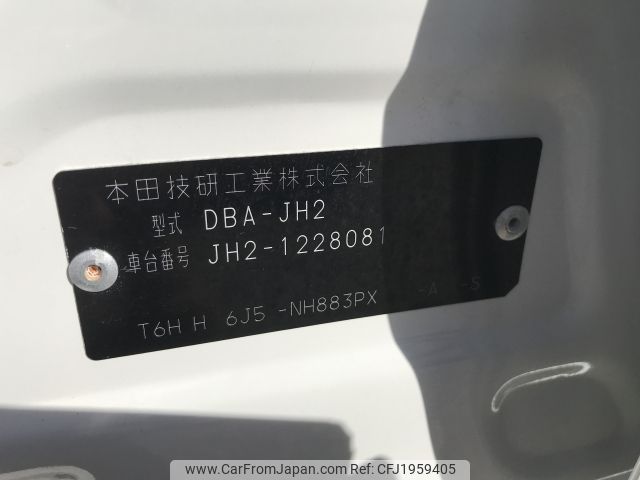 本田技研工業株式会社
型式 DBA-JH2
車台番号 JH2-1228081
T6H H 6J5 -NH883PX -A -S
www.CarFromJapan.com Ref: CFJ1959405